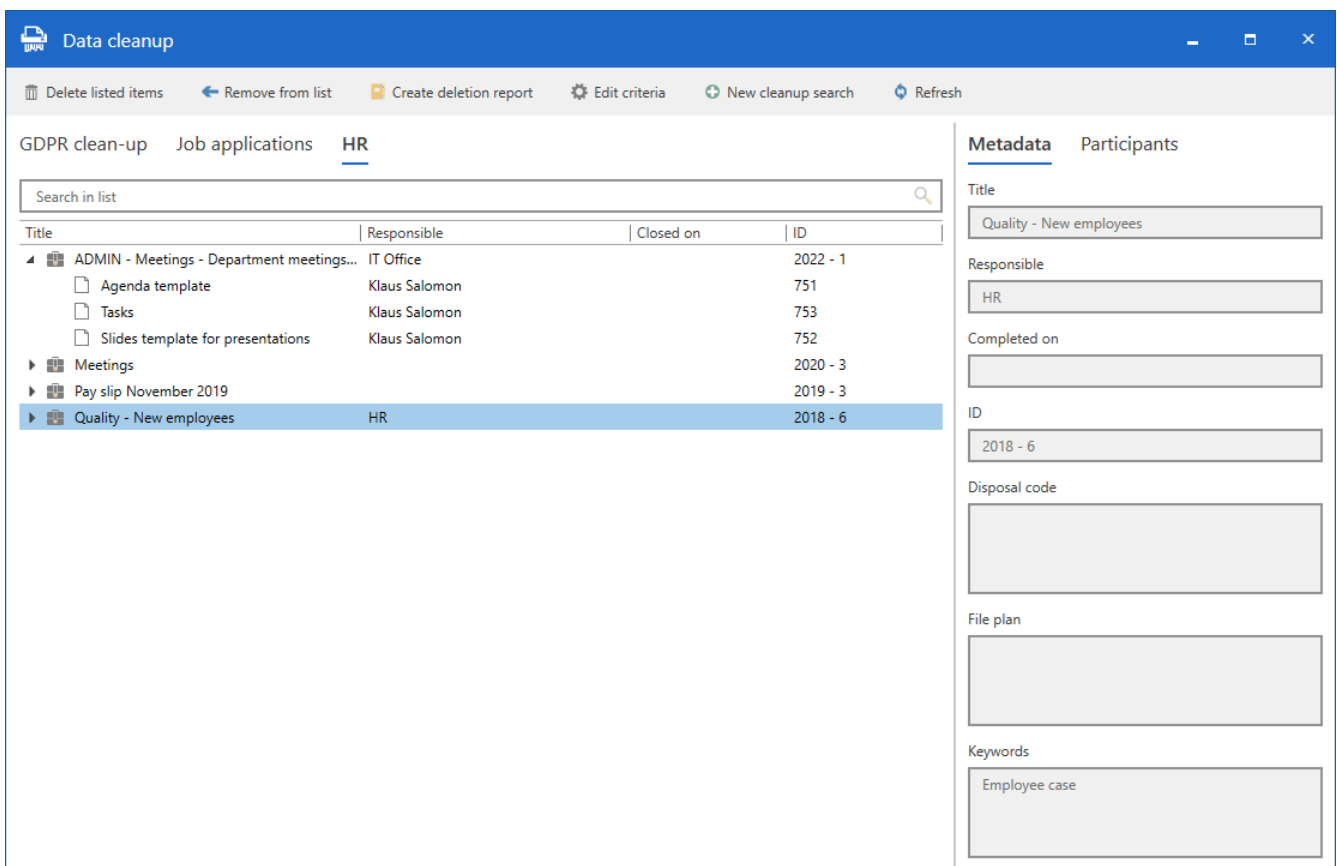 Data cleanup
Delete listed items Remove from list Create deletion report Edit criteria New cleanup search Refresh
GDPR clean-up Job applications HR
Search in list
Title Responsible Closed on ID
ADMIN - Meetings - Department meetings... IT Office 2022 - 1
Agenda template Klaus Salomon 751
Tasks Klaus Salomon 753
Slides template for presentations Klaus Salomon 752
Meetings 2020 - 3
Pay slip November 2019 2019 - 3
Quality - New employees HR 2018 - 6
Metadata Participants
Title
Quality - New employees
Responsible
HR
Completed on
ID
2018 - 6
Disposal code
File plan
Keywords
Employee case